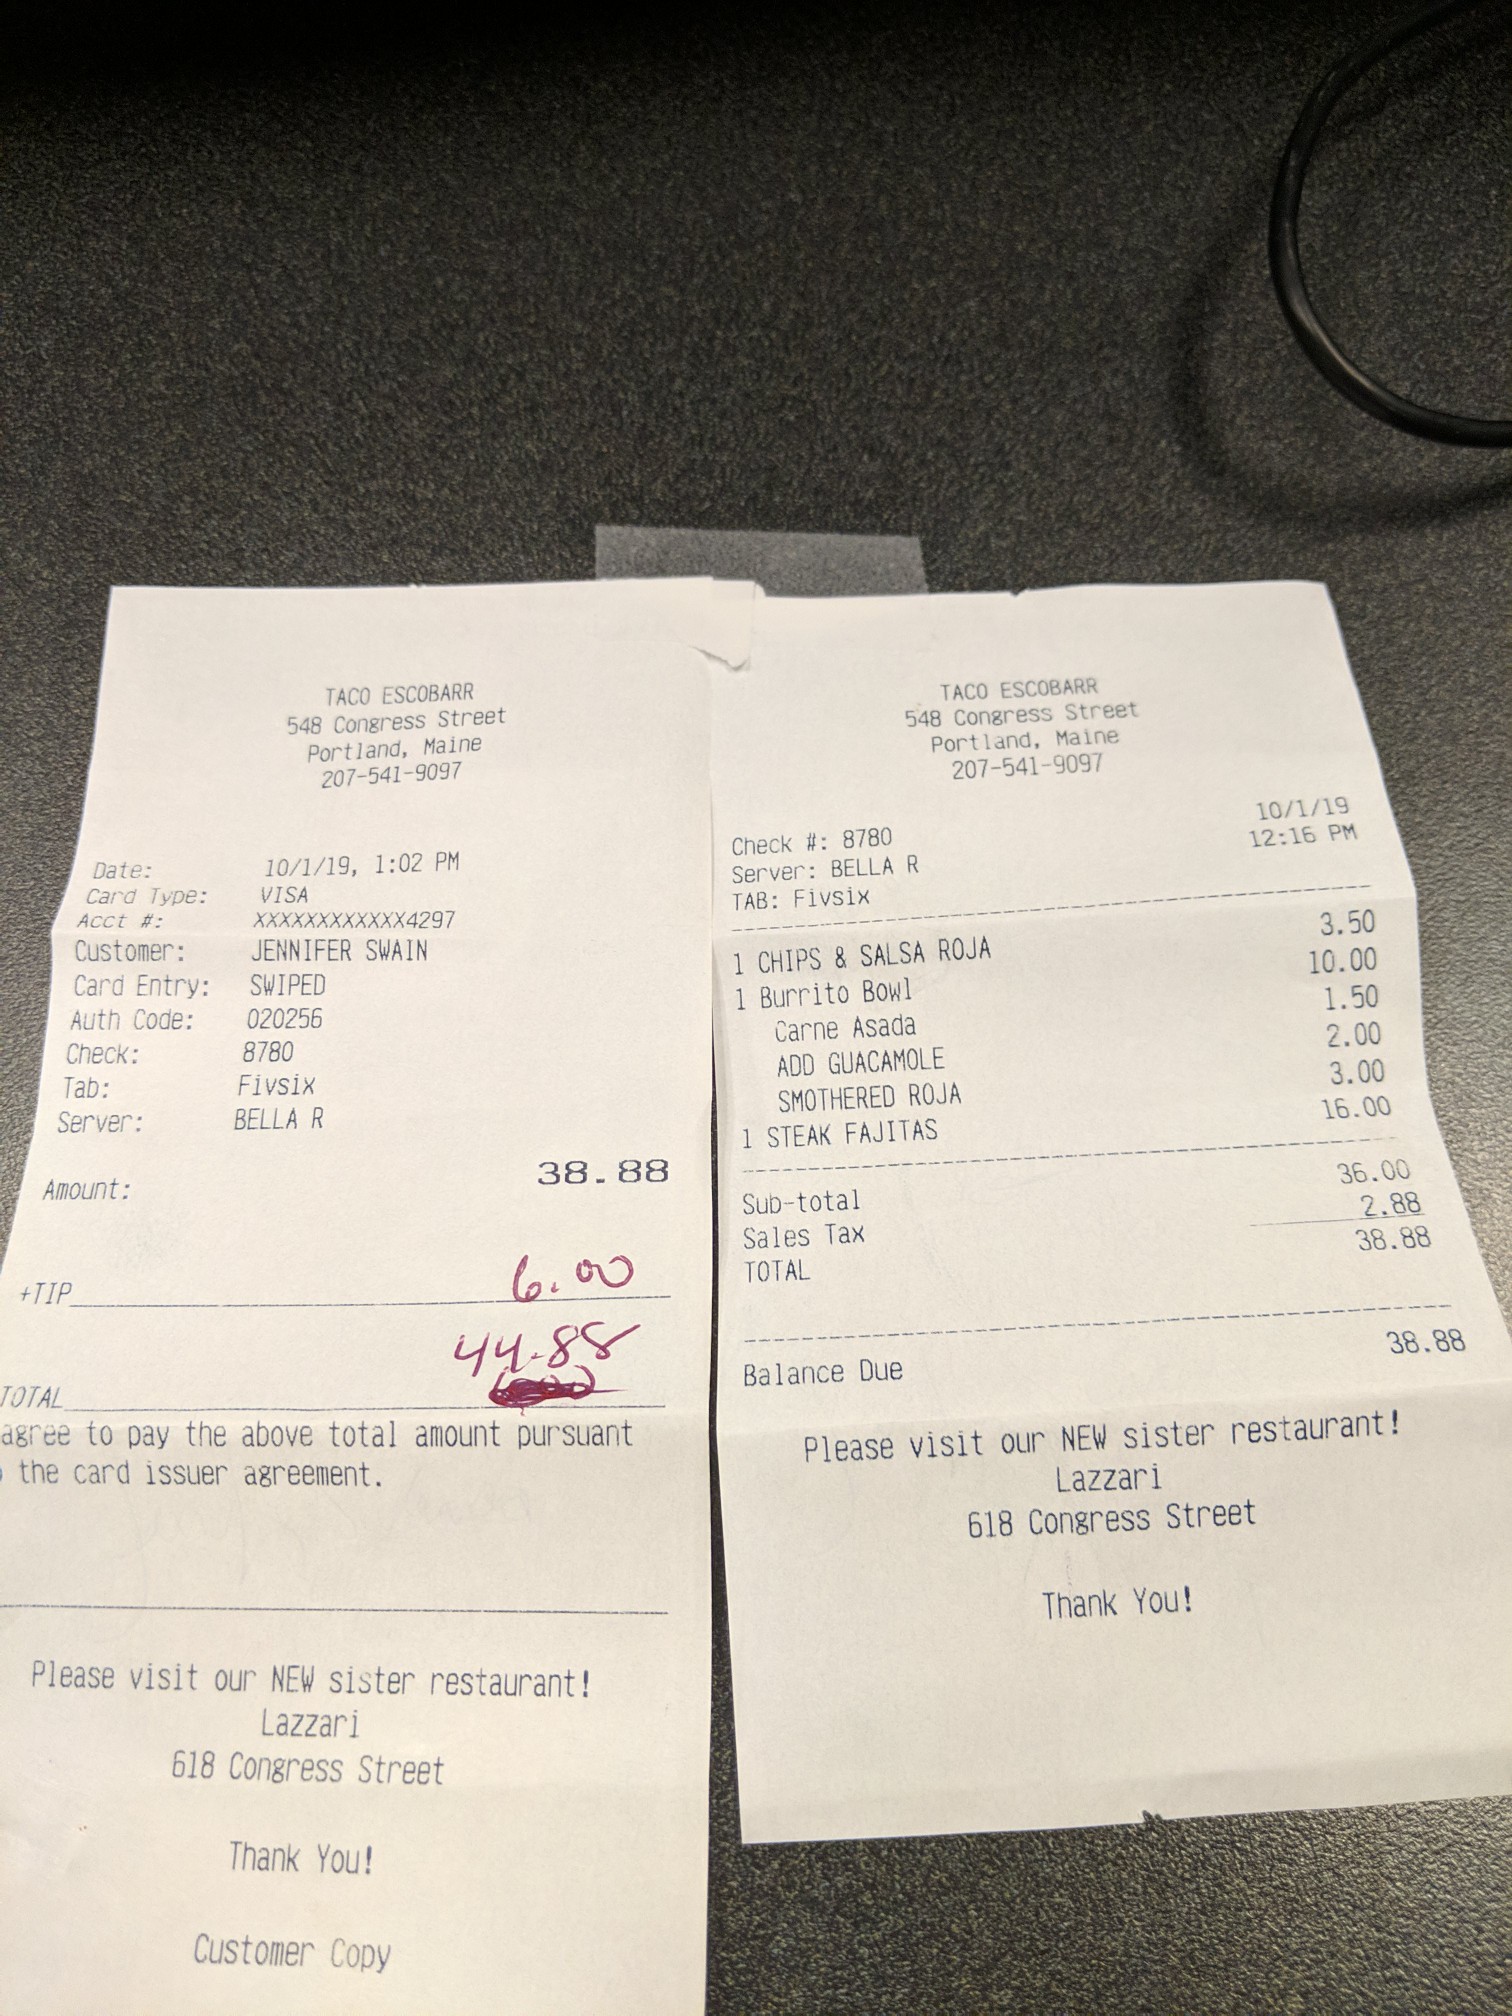 TACO ESCOBARR
548 Congress Street
Portland, Maine
207-541-9097
Date: 10/1/19, 1:02 PM
Card Type: VISA
Acct #: XXXXXXXXXXXX4297
Customer: JENNIFER SWAIN
Card Entry: SWIPED
Auth Code: 020256
Check: 8780
Tab: Fivsix
Server: BELLA R
Amount: 38.88
+TIP 6.00
44.88
TOTAL
agree to pay the above total amount pursuant
the card issuer agreement.
Please visit our NEW sister restaurant!
Lazzari
618 Congress Street
Thank You!
Customer Copy
TACO ESCOBARR
548 Congress Street
Portland, Maine
207-541-9097
10/1/19
Check #: 8780 12:16 PM
Server: BELLA R
TAB: Fivsix
1 CHIPS & SALSA ROJA 3.50
1 Burrito Bowl 10.00
Carne Asada 1.50
ADD GUACAMOLE 2.00
SMOTHERED ROJA 3.00
1 STEAK FAJITAS 16.00
Sub-total 36.00
Sales Tax 2.88
TOTAL 38.88
Balance Due 38.88
Please visit our NEW sister restaurant!
Lazzari
618 Congress Street
Thank You!